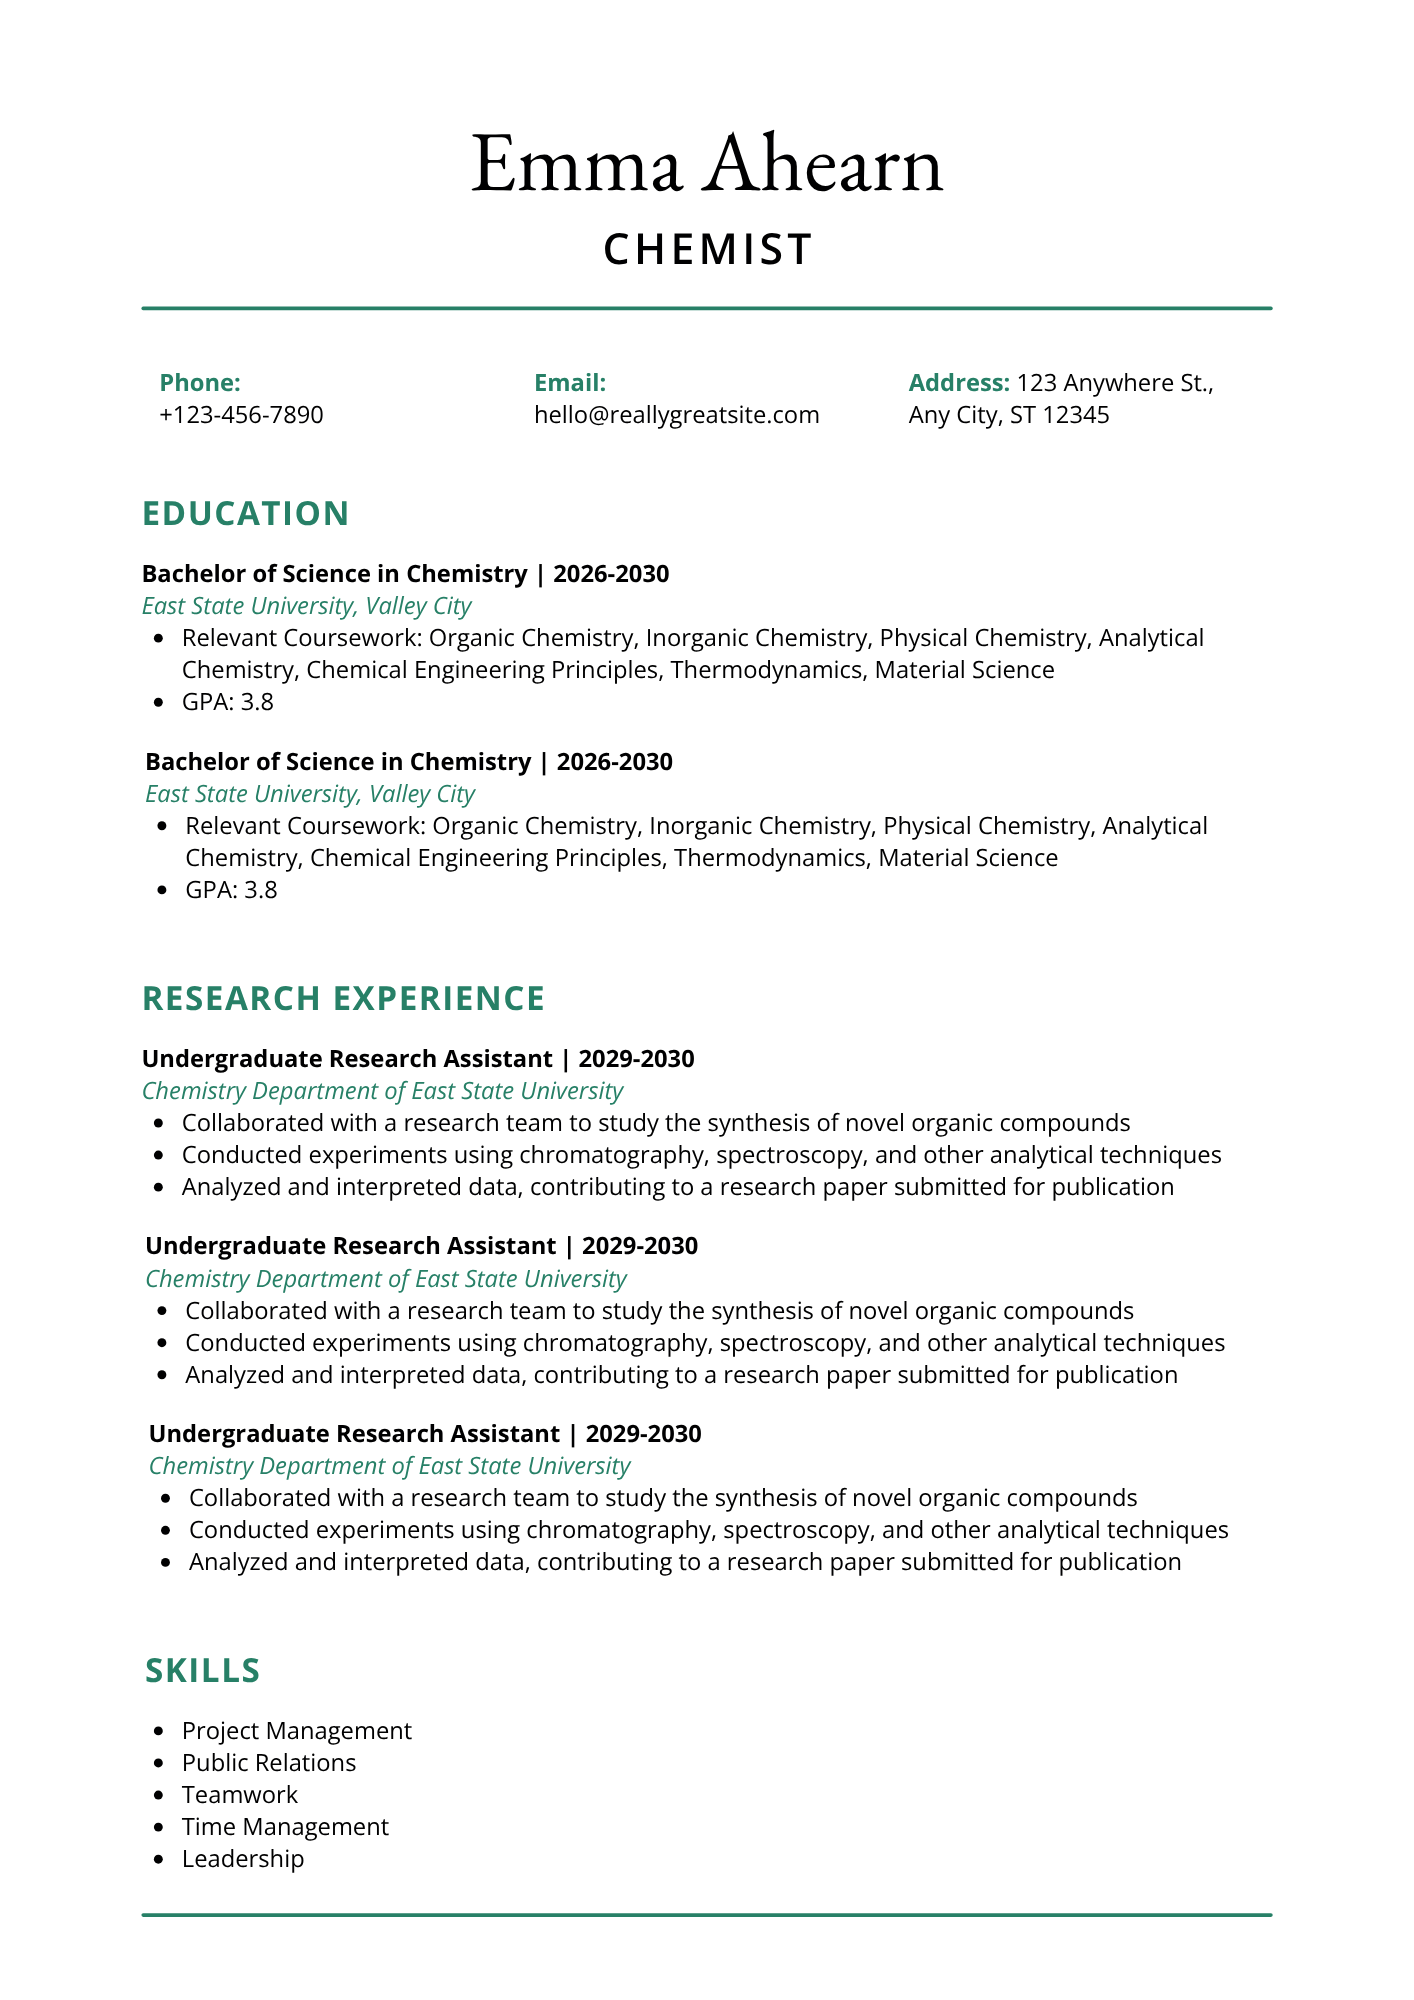 Emma Ahearn
CHEMIST
Phone:
+123-456-7890
Email:
hello@reallygreatsite.com
Address: 123 Anywhere St.,
Any City, ST 12345
EDUCATION
Bachelor of Science in Chemistry | 2026-2030
East State University, Valley City
• Relevant Coursework: Organic Chemistry, Inorganic Chemistry, Physical Chemistry, Analytical
Chemistry, Chemical Engineering Principles, Thermodynamics, Material Science
• GPA: 3.8
Bachelor of Science in Chemistry | 2026-2030
East State University, Valley City
• Relevant Coursework: Organic Chemistry, Inorganic Chemistry, Physical Chemistry, Analytical
Chemistry, Chemical Engineering Principles, Thermodynamics, Material Science
• GPA: 3.8
RESEARCH EXPERIENCE
Undergraduate Research Assistant | 2029-2030
Chemistry Department of East State University
• Collaborated with a research team to study the synthesis of novel organic compounds
• Conducted experiments using chromatography, spectroscopy, and other analytical techniques
• Analyzed and interpreted data, contributing to a research paper submitted for publication
Undergraduate Research Assistant | 2029-2030
Chemistry Department of East State University
• Collaborated with a research team to study the synthesis of novel organic compounds
• Conducted experiments using chromatography, spectroscopy, and other analytical techniques
• Analyzed and interpreted data, contributing to a research paper submitted for publication
Undergraduate Research Assistant | 2029-2030
Chemistry Department of East State University
• Collaborated with a research team to study the synthesis of novel organic compounds
• Conducted experiments using chromatography, spectroscopy, and other analytical techniques
• Analyzed and interpreted data, contributing to a research paper submitted for publication
SKILLS
• Project Management
• Public Relations
• Teamwork
• Time Management
• Leadership